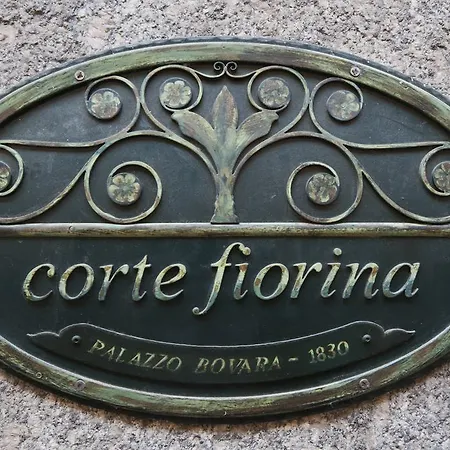 corte fiorina
PALAZZO BOVARA - 1830